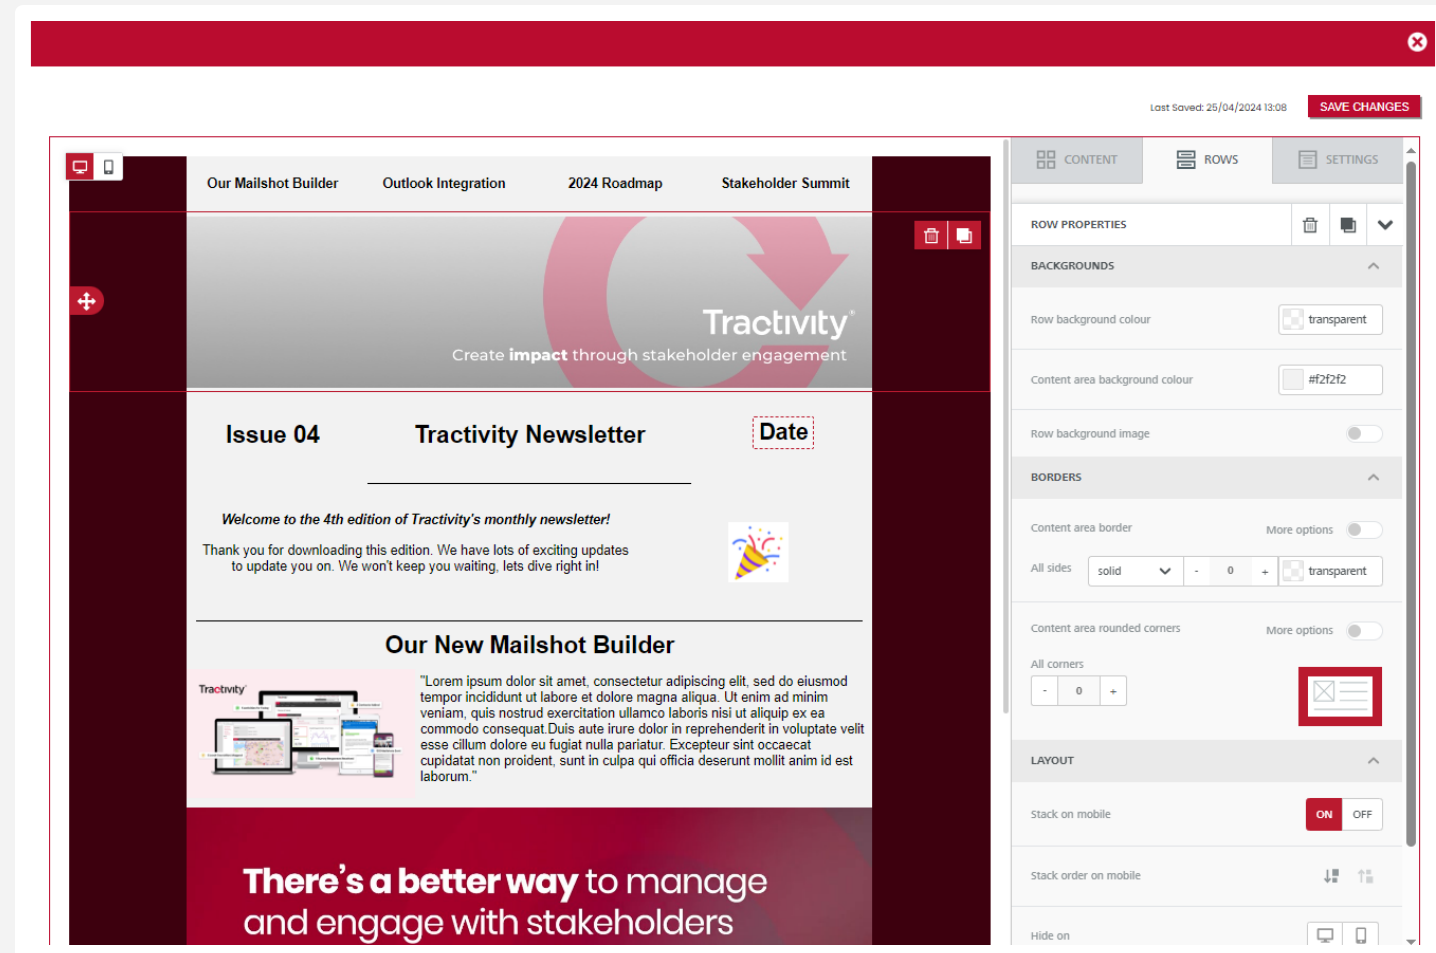 Last Saved: 25/04/2024 13:08
SAVE CHANGES
Our Mailshot Builder
Outlook Integration
2024 Roadmap
Stakeholder Summit
Tractivity®
Create impact through stakeholder engagement
Issue 04
Tractivity Newsletter
Date
Welcome to the 4th edition of Tractivity's monthly newsletter!
Thank you for downloading this edition. We have lots of exciting updates
to update you on. We won't keep you waiting, lets dive right in!
Our New Mailshot Builder
Tractivity
"Lorem ipsum dolor sit amet, consectetur adipiscing elit, sed do eiusmod
tempor incididunt ut labore et dolore magna aliqua. Ut enim ad minim
veniam, quis nostrud exercitation ullamco laboris nisi ut aliquip ex ea
commodo consequat.Duis aute irure dolor in reprehenderit in voluptate velit
esse cillum dolore eu fugiat nulla pariatur. Excepteur sint occaecat
cupidatat non proident, sunt in culpa qui officia deserunt mollit anim id est
laborum."
There's a better way to manage
and engage with stakeholders
CONTENT
ROWS
SETTINGS
ROW PROPERTIES
BACKGROUNDS
Row background colour
transparent
Content area background colour
#f2f2f2
Row background image
BORDERS
Content area border
More options
All sides
solid
- 0 +
transparent
Content area rounded corners
More options
All corners
- 0 +
LAYOUT
Stack on mobile
ON OFF
Stack order on mobile
Hide on